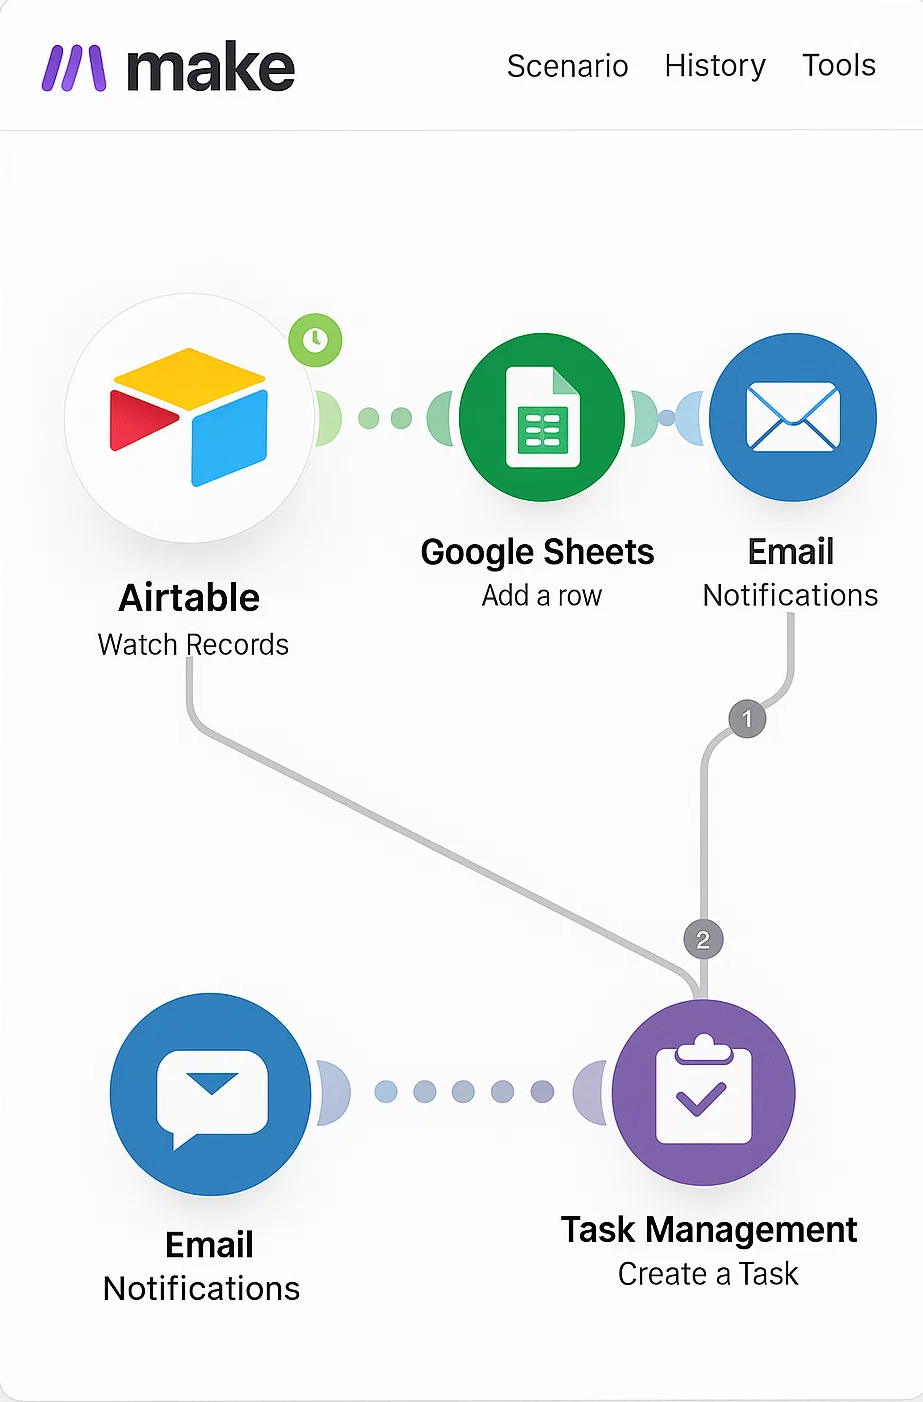 make
Scenario History Tools
Airtable
Watch Records
Google Sheets
Add a row
Email
Notifications
1
2
Email
Notifications
Task Management
Create a Task